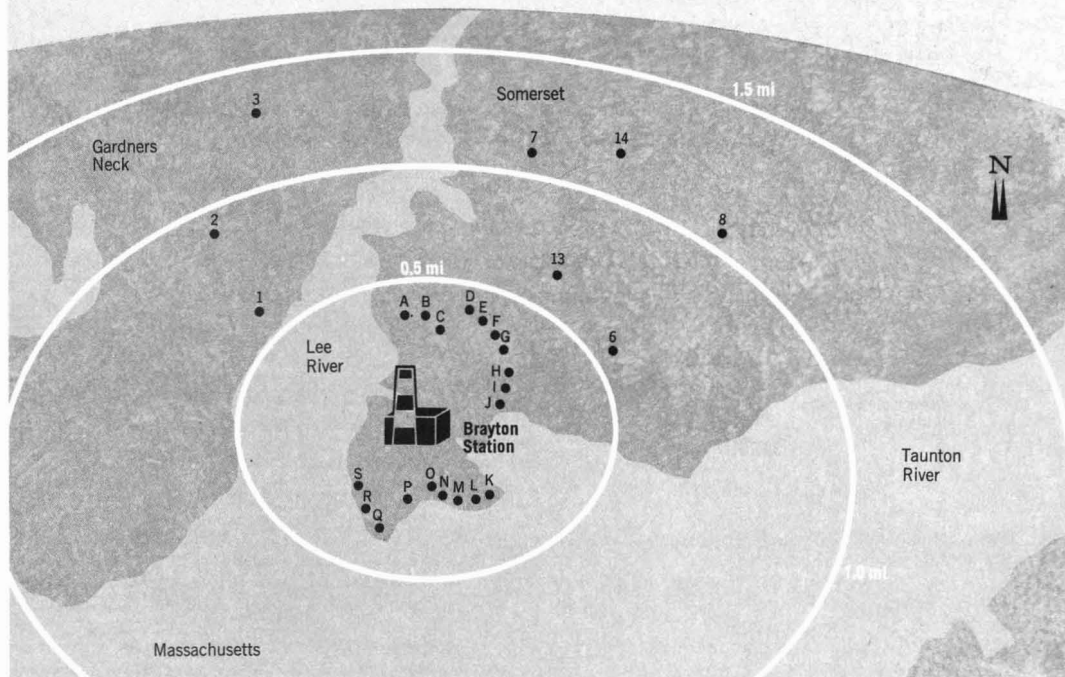 1.5 mi
Somerset
3
7
14
Gardners
Neck
N
2
8
13
0.5 mi
1
A
B
C
D
E
F
G
6
Lee
River
H
I
J
Brayton
Station
Taunton
River
S
R
Q
P
O
N
M
L
K
1.0 mi
Massachusetts